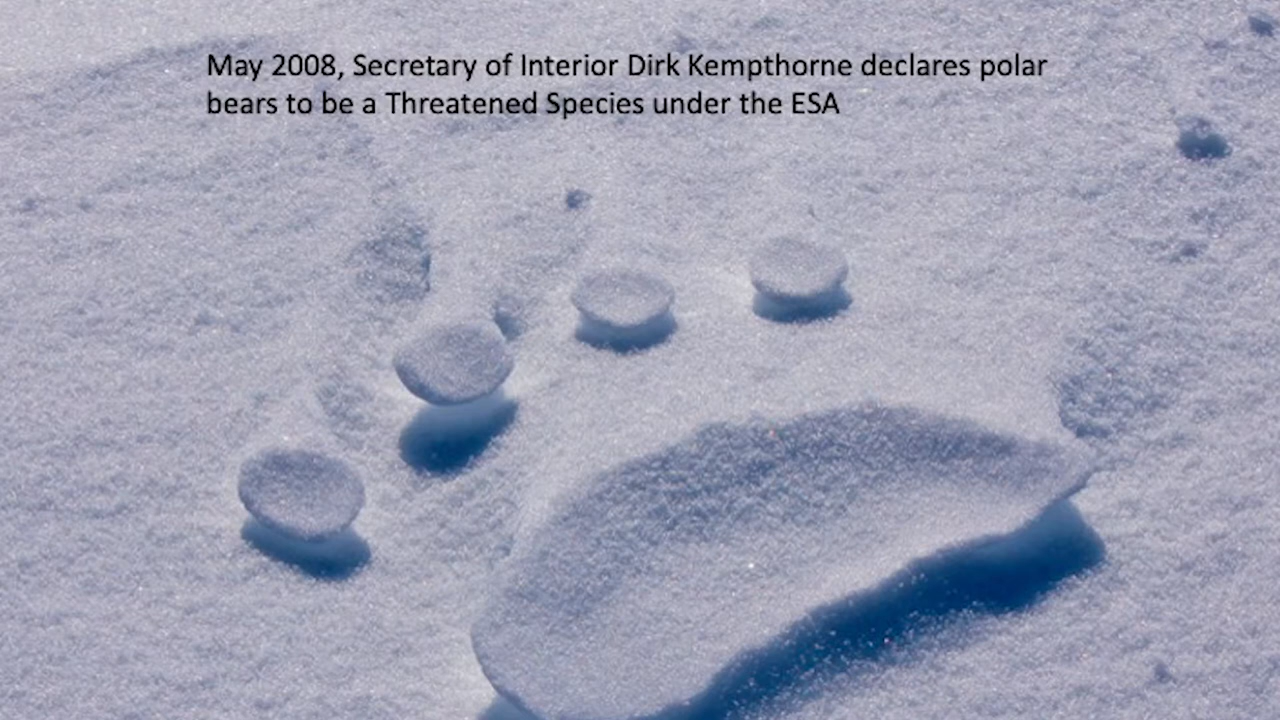 May 2008, Secretary of Interior Dirk Kempthorne declares polar
bears to be a Threatened Species under the ESA